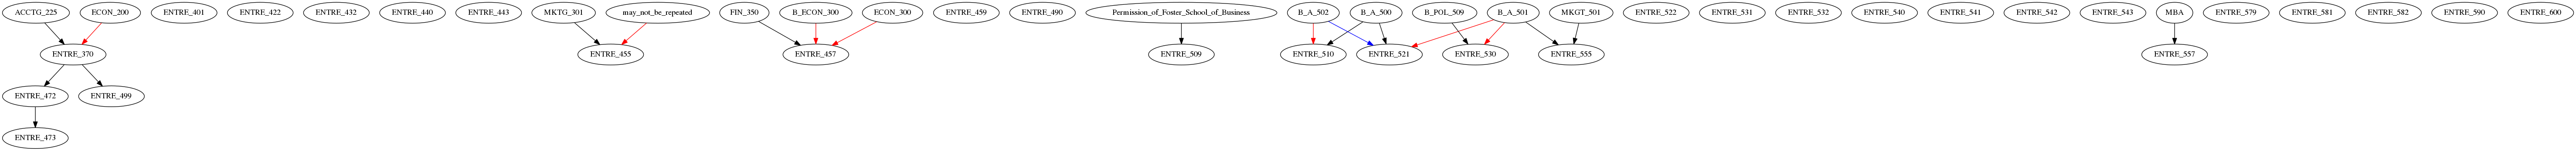 ACCTG_225 ECON_200 ENTRE_401 ENTRE_422 ENTRE_432 ENTRE_440 ENTRE_443 MKTG_301 may_not_be_repeated FIN_350 B_ECON_300 ECON_300 ENTRE_459 ENTRE_490 Permission_of_Foster_School_of_Business B_A_502 B_A_500 B_POL_509 B_A_501 MKGT_501 ENTRE_522 ENTRE_531 ENTRE_532 ENTRE_540 ENTRE_541 ENTRE_542 ENTRE_543 MBA ENTRE_579 ENTRE_581 ENTRE_582 ENTRE_590 ENTRE_600
ENTRE_370 ENTRE_455 ENTRE_457 ENTRE_509 ENTRE_510 ENTRE_521 ENTRE_530 ENTRE_555 ENTRE_557
ENTRE_472 ENTRE_499
ENTRE_473